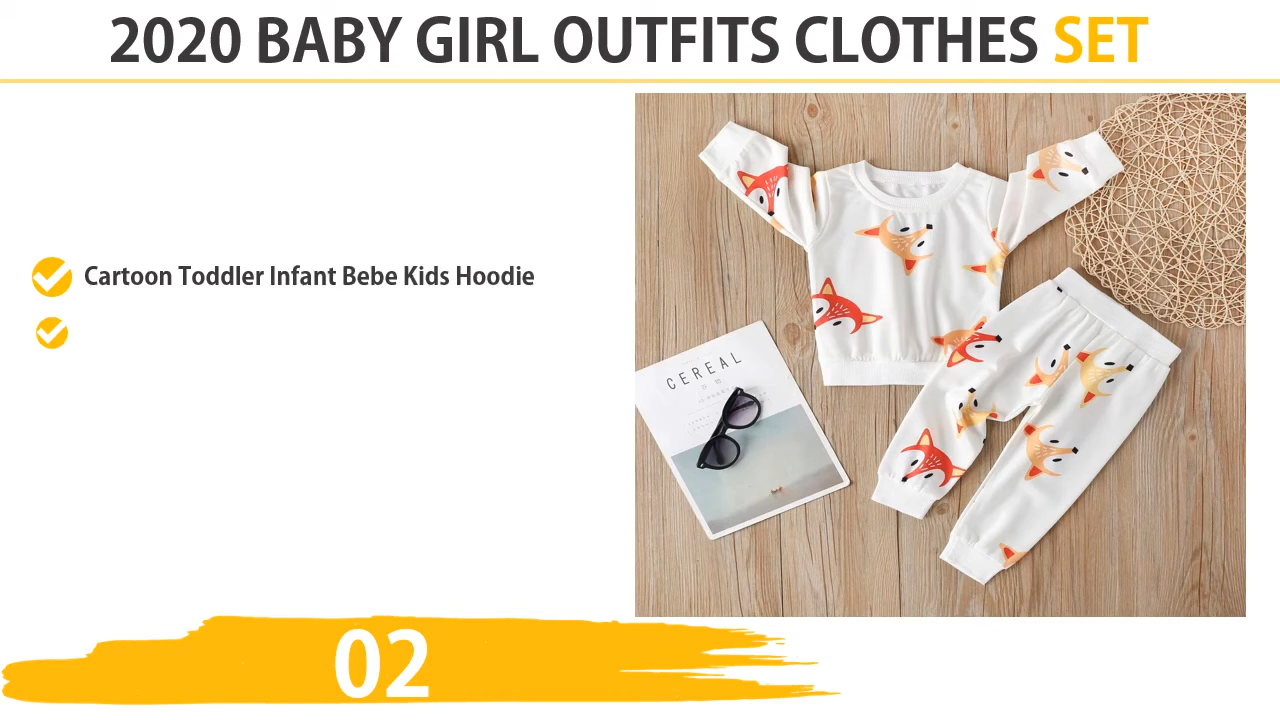 2020 BABY GIRL OUTFITS CLOTHES SET
Cartoon Toddler Infant Bebe Kids Hoodie
CEREAL
02